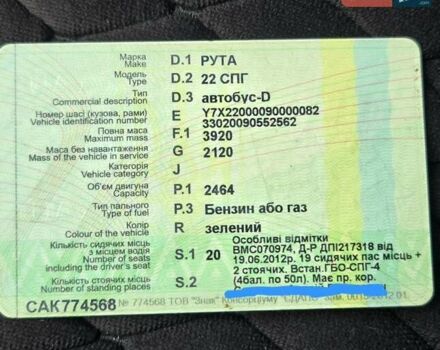 Марка D.1 РУТА
Make
Модель D.2 22 СПГ
Type
Тип D.3 автобус-D
Commercial description
Номер шасі (кузова, рами) E Y7X22000090000082
Vehicle identification number 33020090552562
Повна маса F.1 3920
Maximum mass
Маса без навантаження G 2120
Mass of the vehicle in service
Категорія J
Vehicle category
Об'єм двигуна P.1 2464
Capacity
Тип пального P.3 Бензин або газ
Type of fuel
Колір R зелений
Colour of the vehicle
Кількість сидячих місць S.1 20 Особливі відмітки
з місцем водія ВМС070974, Д-Р ДПІ217318 від
Number of seats 19.06.2012р. 19 сидячих пас місць +
including the driver's seat 2 стоячих. Встан.ГБО-СПГ-4
Кількість стоячих місць S.2 (4бал. по 50л). Має пр. кор.
Number of standing places
САК774568 № 774568 ТОВ "Знак" Консорціуму "ЄДАПС"